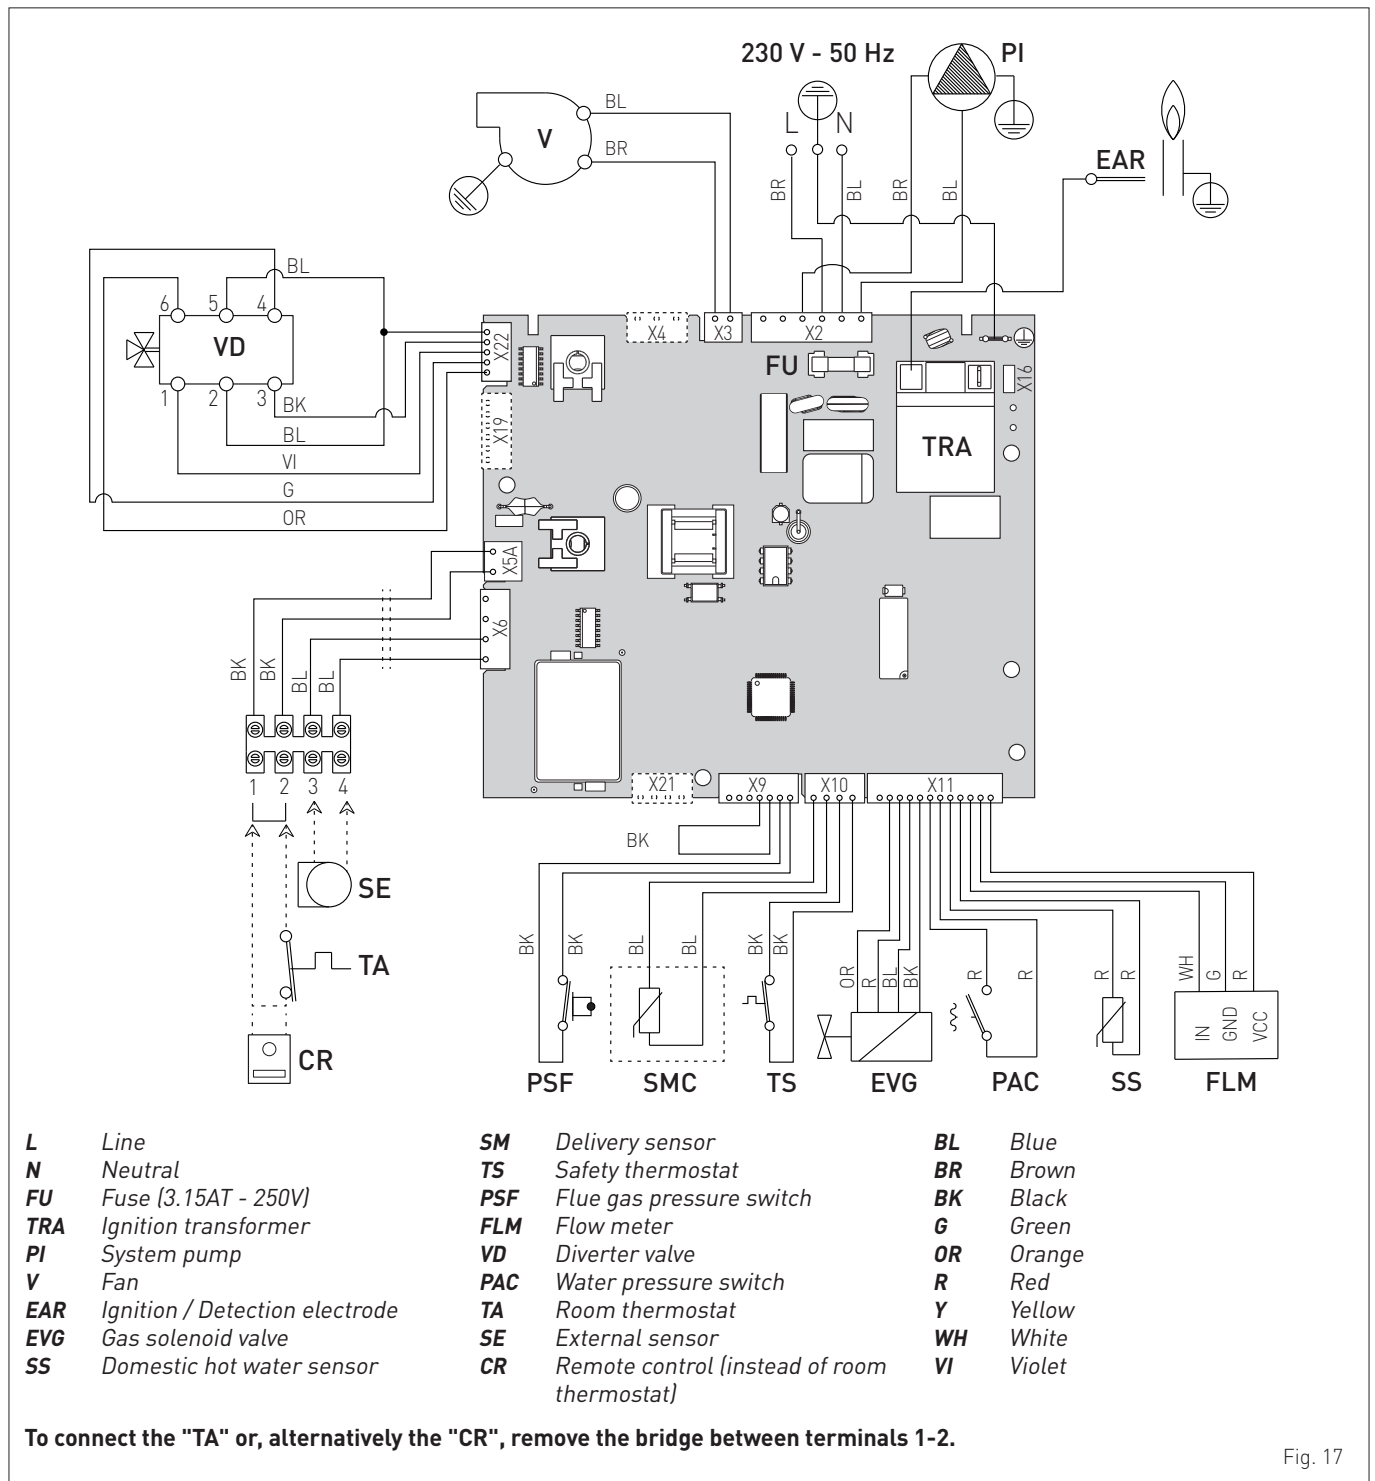 230 V - 50 Hz
PI
L
N
V
BL
BR
BR
BL
BR
BL
EAR
6
5
4
BL
VD
1
2
3
BK
BL
VI
G
OR
X22
X19
X4
X3
X2
FU
X16
TRA
X5A
X6
BK
BK
BL
BL
1
2
3
4
SE
TA
CR
X21
X9
X10
X11
BK
BK
BK
BL
BL
BK
BK
OR
R
BL
BK
R
R
R
R
WH
G
R
IN
GND
VCC
PSF
SMC
TS
EVG
PAC
SS
FLM
L Line
N Neutral
FU Fuse (3.15AT - 250V)
TRA Ignition transformer
PI System pump
V Fan
EAR Ignition / Detection electrode
EVG Gas solenoid valve
SS Domestic hot water sensor
SM Delivery sensor
TS Safety thermostat
PSF Flue gas pressure switch
FLM Flow meter
VD Diverter valve
PAC Water pressure switch
TA Room thermostat
SE External sensor
CR Remote control (instead of room
thermostat)
BL Blue
BR Brown
BK Black
G Green
OR Orange
R Red
Y Yellow
WH White
VI Violet
To connect the "TA" or, alternatively the "CR", remove the bridge between terminals 1-2.
Fig. 17